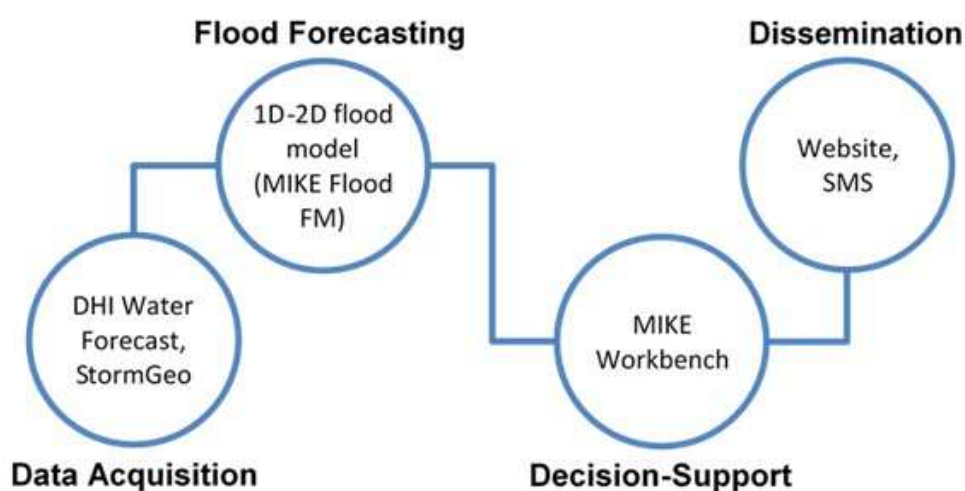 Flood Forecasting
Dissemination
1D-2D flood
model
(MIKE Flood
FM)
Website,
SMS
DHI Water
Forecast,
StormGeo
MIKE
Workbench
Data Acquisition
Decision-Support